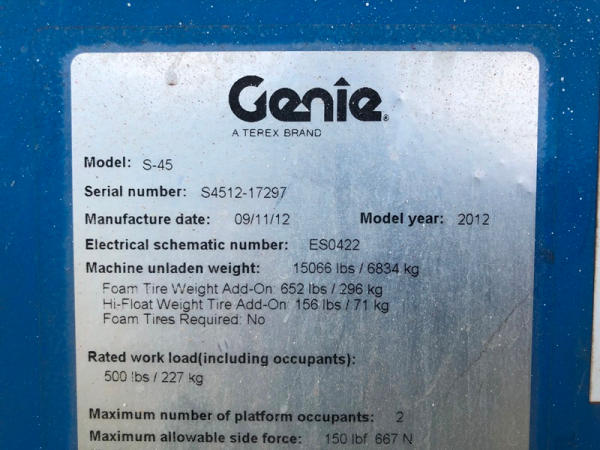 Genie
A TEREX BRAND
Model: S-45
Serial number: S4512-17297
Manufacture date: 09/11/12 Model year: 2012
Electrical schematic number: ES0422
Machine unladen weight: 15066 lbs / 6834 kg
Foam Tire Weight Add-On: 652 lbs / 296 kg
Hi-Float Weight Tire Add-On: 156 lbs / 71 kg
Foam Tires Required: No
Rated work load(including occupants):
500 lbs / 227 kg
Maximum number of platform occupants: 2
Maximum allowable side force: 150 lbf 667 N